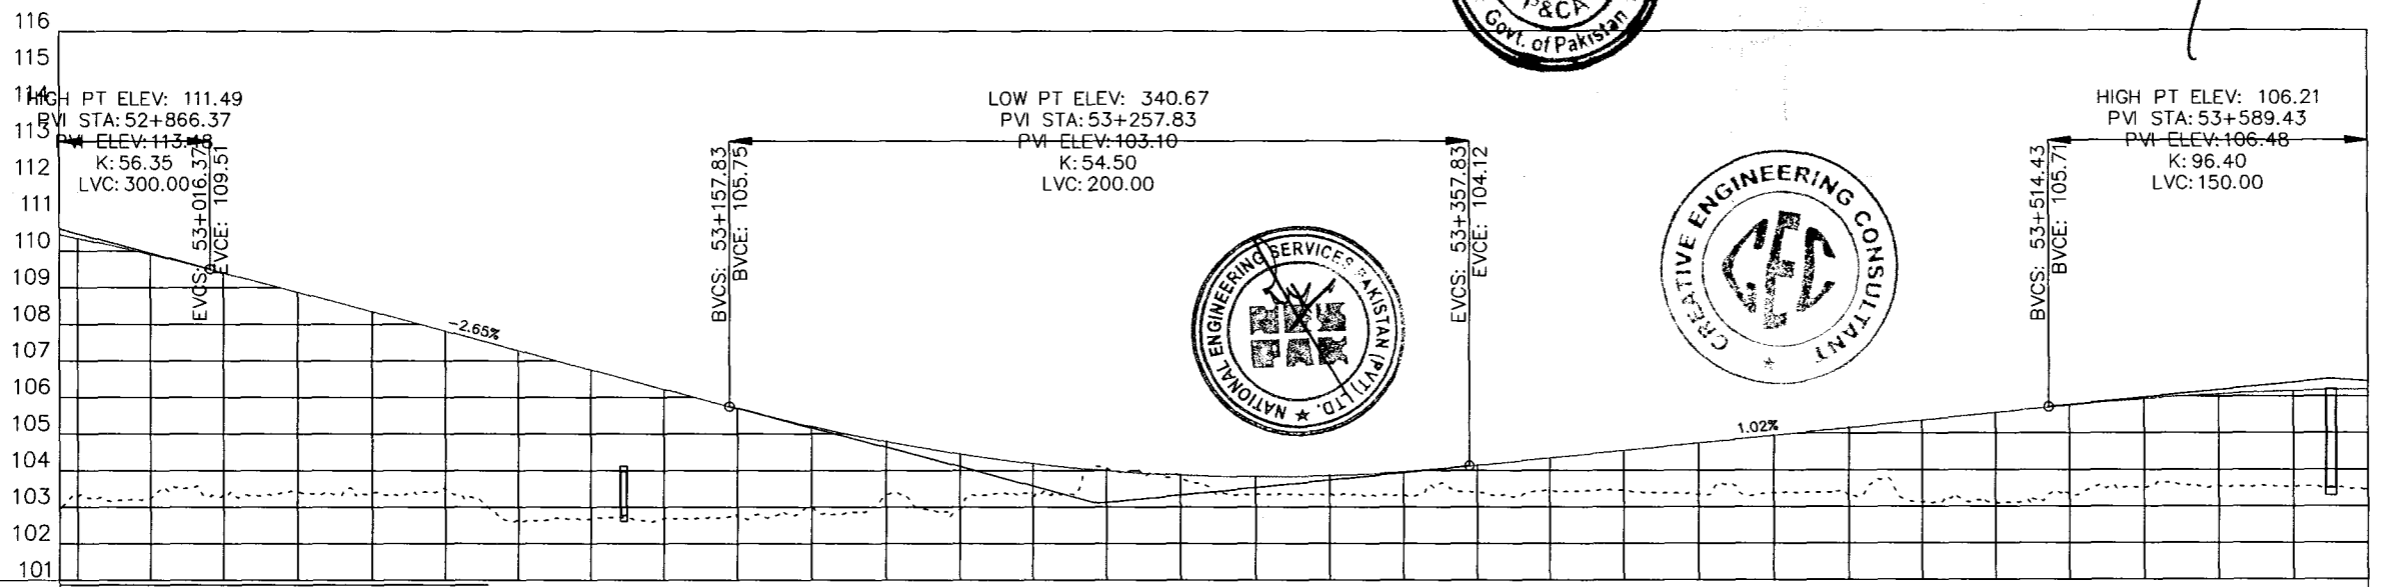 116
115
114
113
112
111
110
109
108
107
106
105
104
103
102
101
HIGH PT ELEV: 111.49
PVI STA: 52+866.37
PVI ELEV: 113.48
K: 56.35
LVC: 300.00
EVCS: 53+016.37
EVCE: 109.51
-2.65%
LOW PT ELEV: 340.67
PVI STA: 53+257.83
PVI ELEV: 103.10
K: 54.50
LVC: 200.00
BVCS: 53+157.83
BVCE: 105.75
EVCS: 53+357.83
EVCE: 104.12
1.02%
HIGH PT ELEV: 106.21
PVI STA: 53+589.43
PVI ELEV: 106.48
K: 96.40
LVC: 150.00
BVCS: 53+514.43
BVCE: 105.71
P&CA
Govt. of Pakistan
NATIONAL ENGINEERING SERVICES PAKISTAN (PVT) LTD.
NES
PAK
CREATIVE ENGINEERING CONSULTANT
CEC